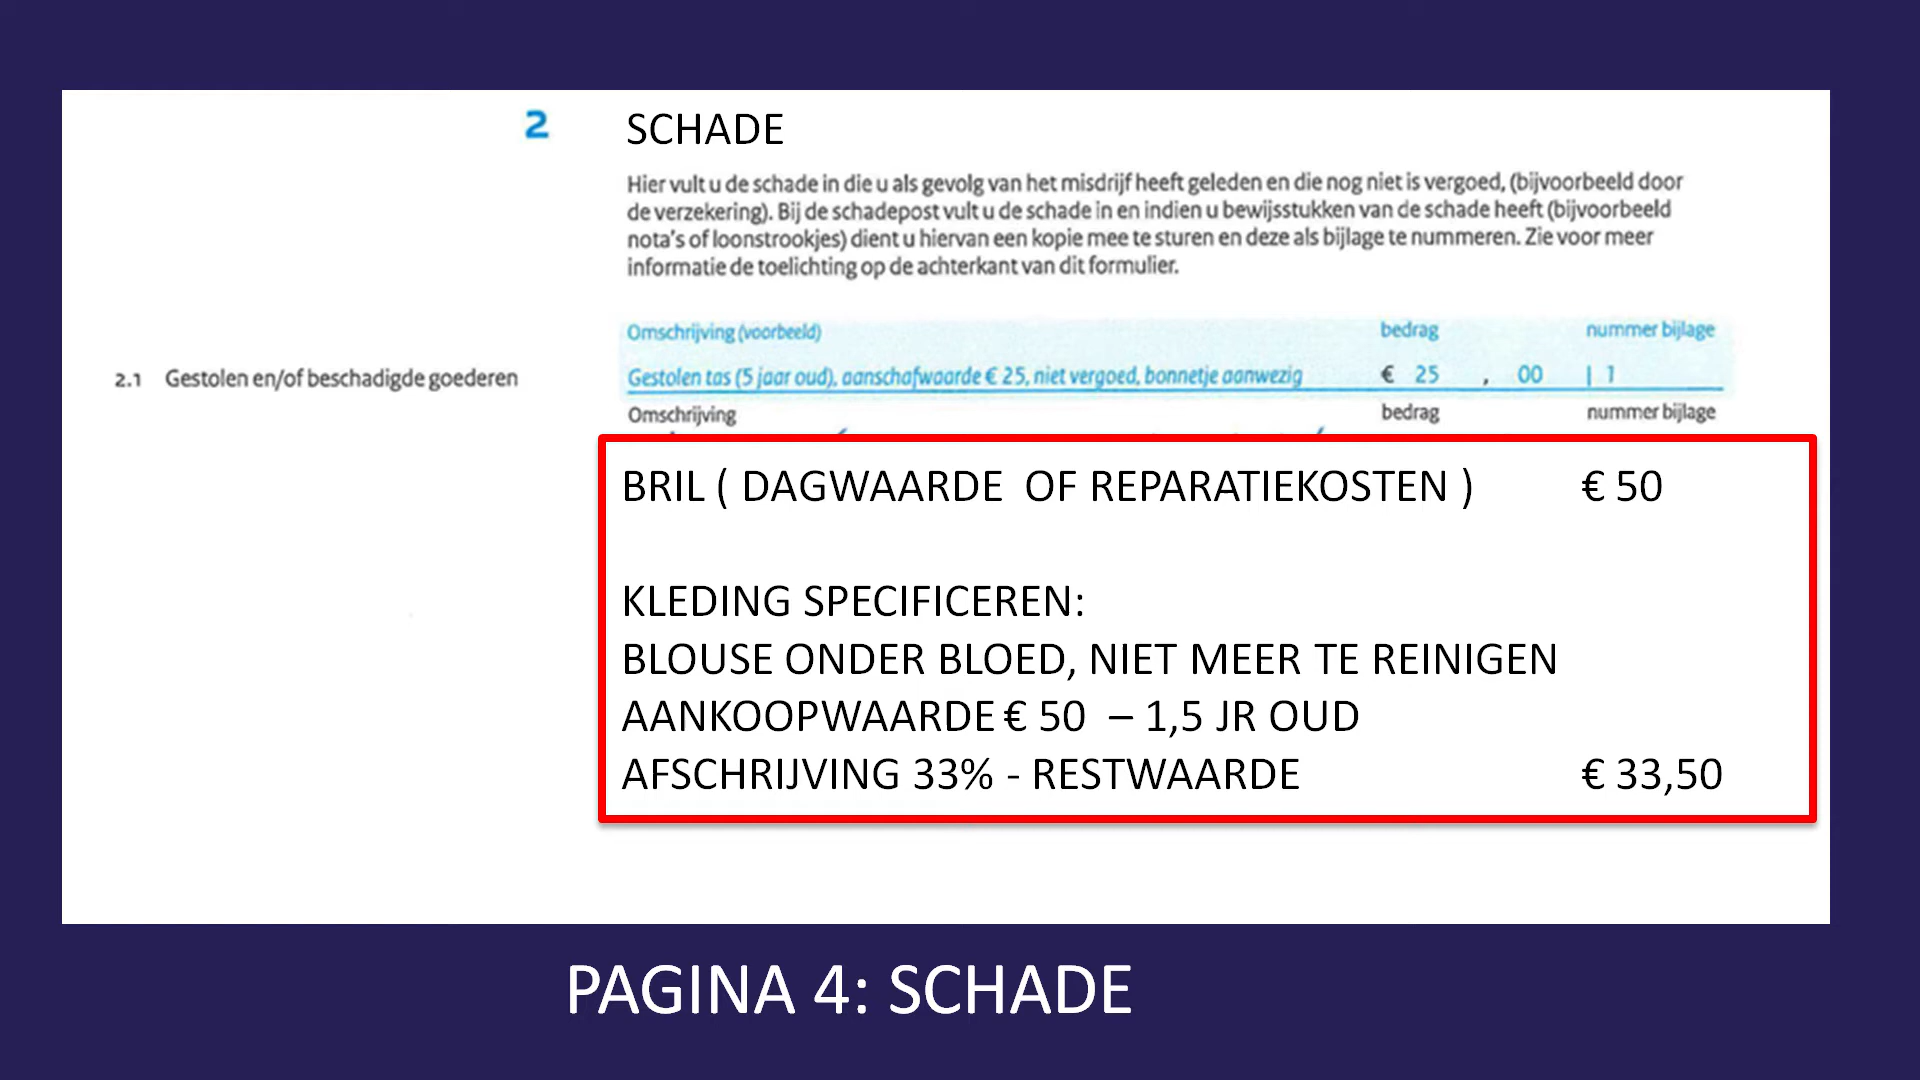 2 SCHADE
Hier vult u de schade in die u als gevolg van het misdrijf heeft geleden en die nog niet is vergoed, (bijvoorbeeld door
de verzekering). Bij de schadepost vult u de schade in en indien u bewijsstukken van de schade heeft (bijvoorbeeld
nota's of loonstrookjes) dient u hiervan een kopie mee te sturen en deze als bijlage te nummeren. Zie voor meer
informatie de toelichting op de achterkant van dit formulier.
Omschrijving (voorbeeld) bedrag nummer bijlage
2.1 Gestolen en/of beschadigde goederen Gestolen tas (5 jaar oud), aanschafwaarde € 25, niet vergoed, bonnetje aanwezig € 25 , 00 | 1
Omschrijving bedrag nummer bijlage
BRIL ( DAGWAARDE OF REPARATIEKOSTEN ) € 50
KLEDING SPECIFICEREN:
BLOUSE ONDER BLOED, NIET MEER TE REINIGEN
AANKOOPWAARDE € 50 – 1,5 JR OUD
AFSCHRIJVING 33% - RESTWAARDE € 33,50
PAGINA 4: SCHADE